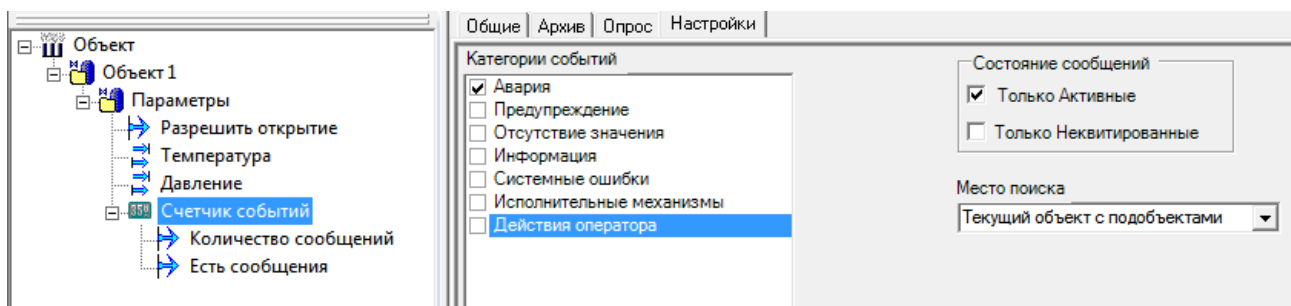 Объект
Объект 1
Параметры
Разрешить открытие
Температура
Давление
Счетчик событий
Количество сообщений
Есть сообщения
Общие Архив Опрос Настройки
Категории событий
Авария
Предупреждение
Отсутствие значения
Информация
Системные ошибки
Исполнительные механизмы
Действия оператора
Состояние сообщений
Только Активные
Только Неквитированные
Место поиска
Текущий объект с подобъектами